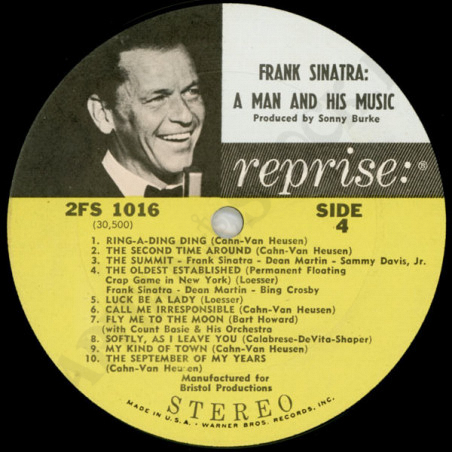 FRANK SINATRA:
A MAN AND HIS MUSIC
Produced by Sonny Burke
reprise:®
2FS 1016
(30,500)
SIDE
4
1. RING-A-DING DING (Cahn-Van Heusen)
2. THE SECOND TIME AROUND (Cahn-Van Heusen)
3. THE SUMMIT - Frank Sinatra - Dean Martin - Sammy Davis, Jr.
4. THE OLDEST ESTABLISHED (Permanent Floating
Crap Game in New York) (Loesser)
Frank Sinatra - Dean Martin - Bing Crosby
5. LUCK BE A LADY (Loesser)
6. CALL ME IRRESPONSIBLE (Cahn-Van Heusen)
7. FLY ME TO THE MOON (Bart Howard)
(with Count Basie & His Orchestra
8. SOFTLY, AS I LEAVE YOU (Calabrese-DeVita-Shaper)
9. MY KIND OF TOWN (Cahn-Van Heusen)
10. THE SEPTEMBER OF MY YEARS
(Cahn-Van Heusen)
Manufactured for
Bristol Productions
STEREO
MADE IN U.S.A. • WARNER BROS. RECORDS, INC.